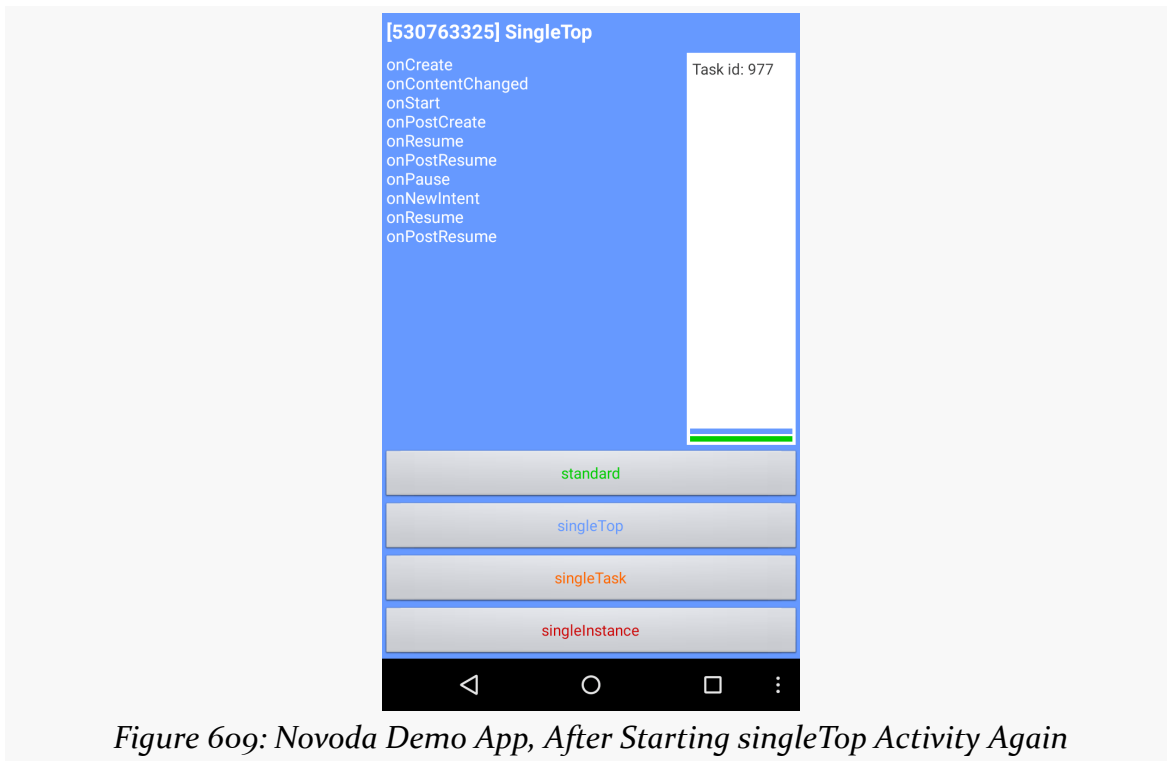 [530763325] SingleTop
onCreate
onContentChanged
onStart
onPostCreate
onResume
onPostResume
onPause
onNewIntent
onResume
onPostResume
Task id: 977
standard
singleTop
singleTask
singleInstance
Figure 609: Novoda Demo App, After Starting singleTop Activity Again